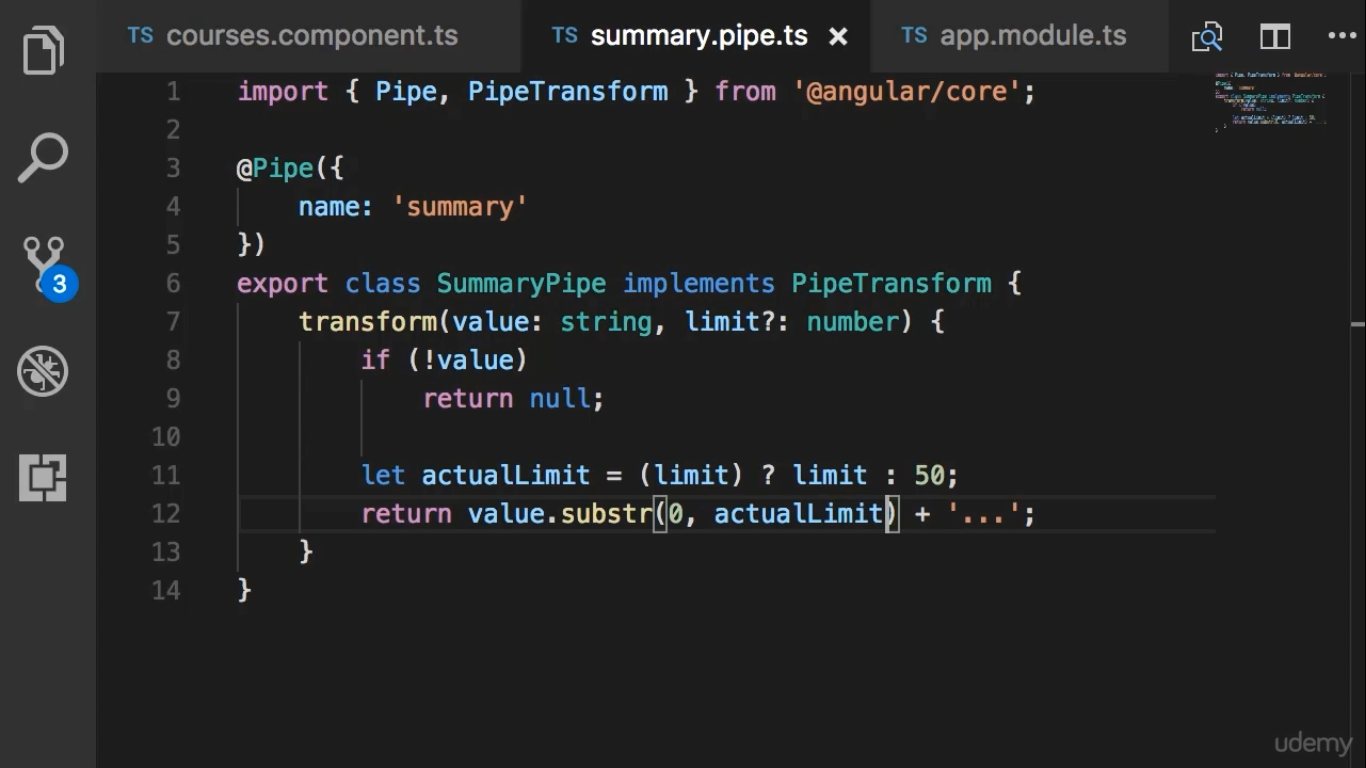 TS courses.component.ts TS summary.pipe.ts × TS app.module.ts ...
1 import { Pipe, PipeTransform } from '@angular/core';
2
3 @Pipe({
4 name: 'summary'
5 })
6 export class SummaryPipe implements PipeTransform {
7 transform(value: string, limit?: number) {
8 if (!value)
9 return null;
10
11 let actualLimit = (limit) ? limit : 50;
12 return value.substr(0, actualLimit) + '...';
13 }
14 }
3
udemy